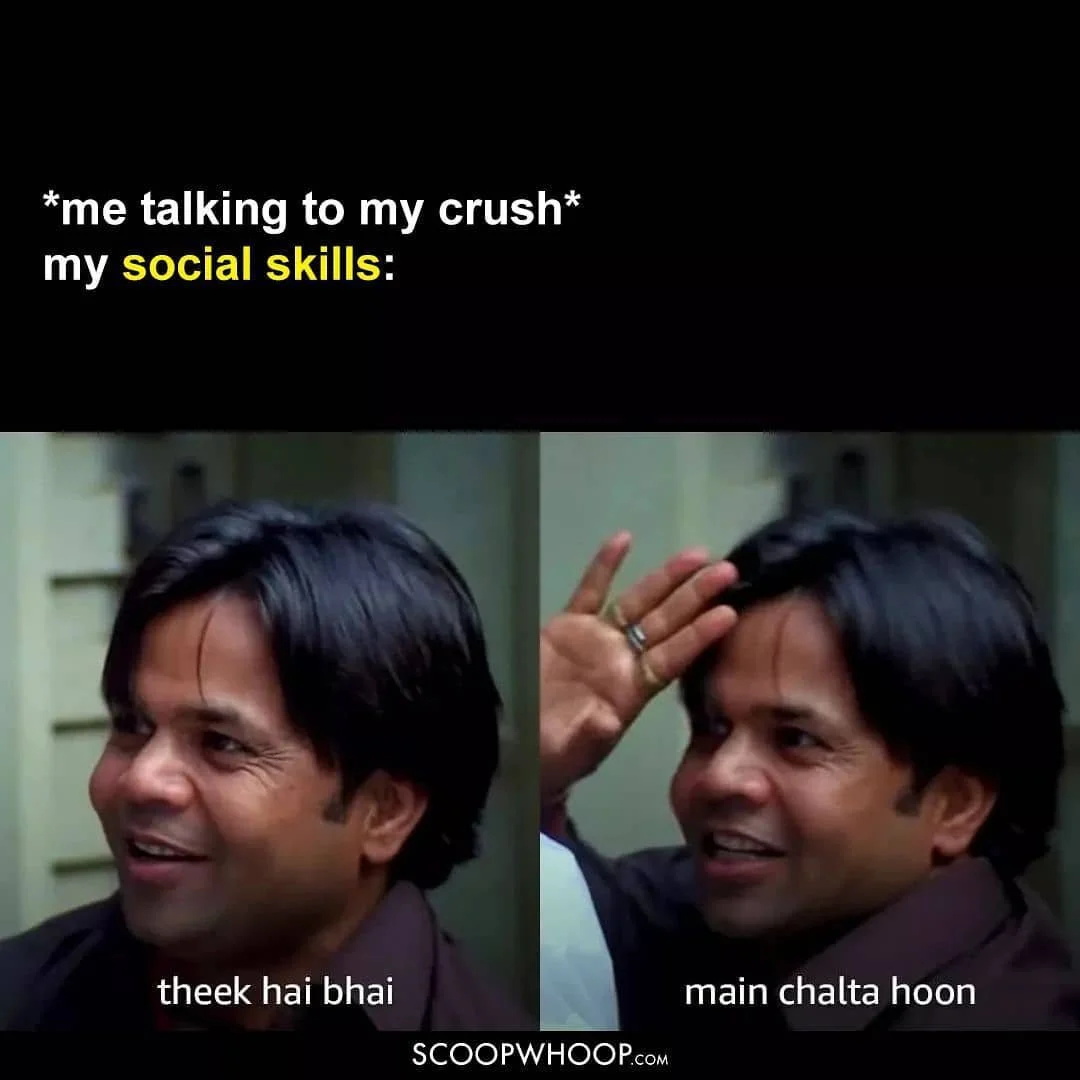 *me talking to my crush*
my social skills:
theek hai bhai
main chalta hoon
SCOOPWHOOP.COM